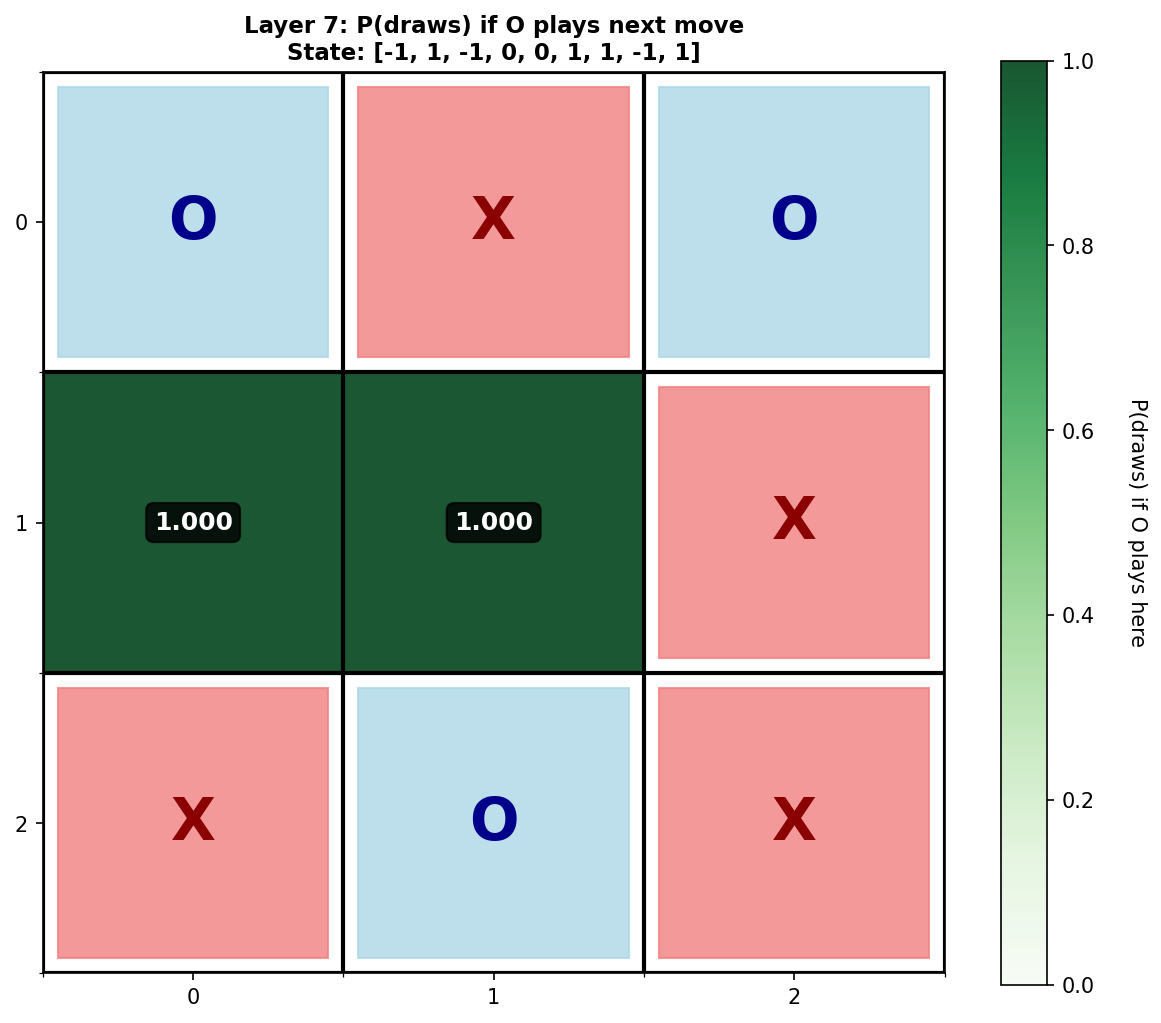 Layer 7: P(draws) if O plays next move
State: [-1, 1, -1, 0, 0, 1, 1, -1, 1]
O X O
1.000 1.000 X
X O X
0
1
2
0 1 2
1.0
0.8
0.6
0.4
0.2
0.0
P(draws) if O plays here